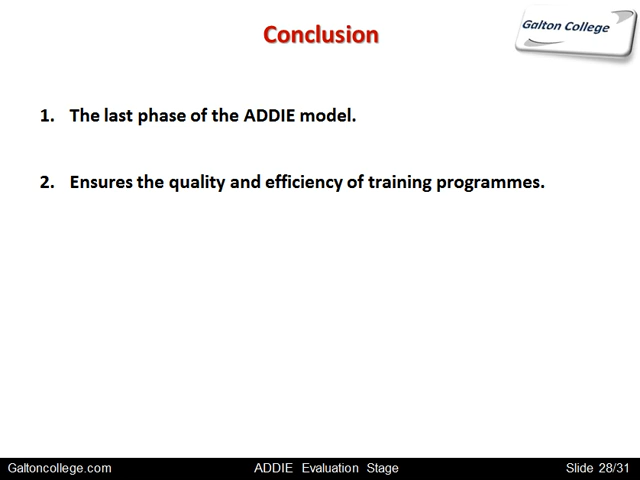 Conclusion
Galton College
1. The last phase of the ADDIE model.
2. Ensures the quality and efficiency of training programmes.
Galtoncollege.com ADDIE Evaluation Stage Slide 28/31